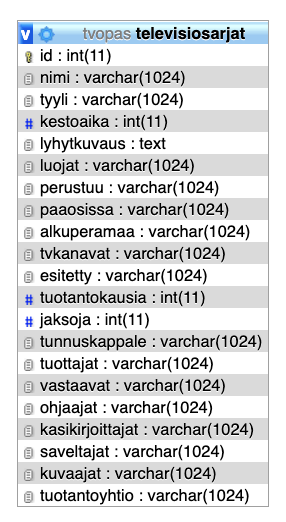 v tvopas televisiosarjat
id : int(11)
nimi : varchar(1024)
tyyli : varchar(1024)
# kestoaika : int(11)
lyhytkuvaus : text
luojat : varchar(1024)
perustuu : varchar(1024)
paaosissa : varchar(1024)
alkuperamaa : varchar(1024)
tvkanavat : varchar(1024)
esitetty : varchar(1024)
# tuotantokausia : int(11)
# jaksoja : int(11)
tunnuskappale : varchar(1024)
tuottajat : varchar(1024)
vastaavat : varchar(1024)
ohjaajat : varchar(1024)
kasikirjoittajat : varchar(1024)
saveltajat : varchar(1024)
kuvaajat : varchar(1024)
tuotantoyhtio : varchar(1024)